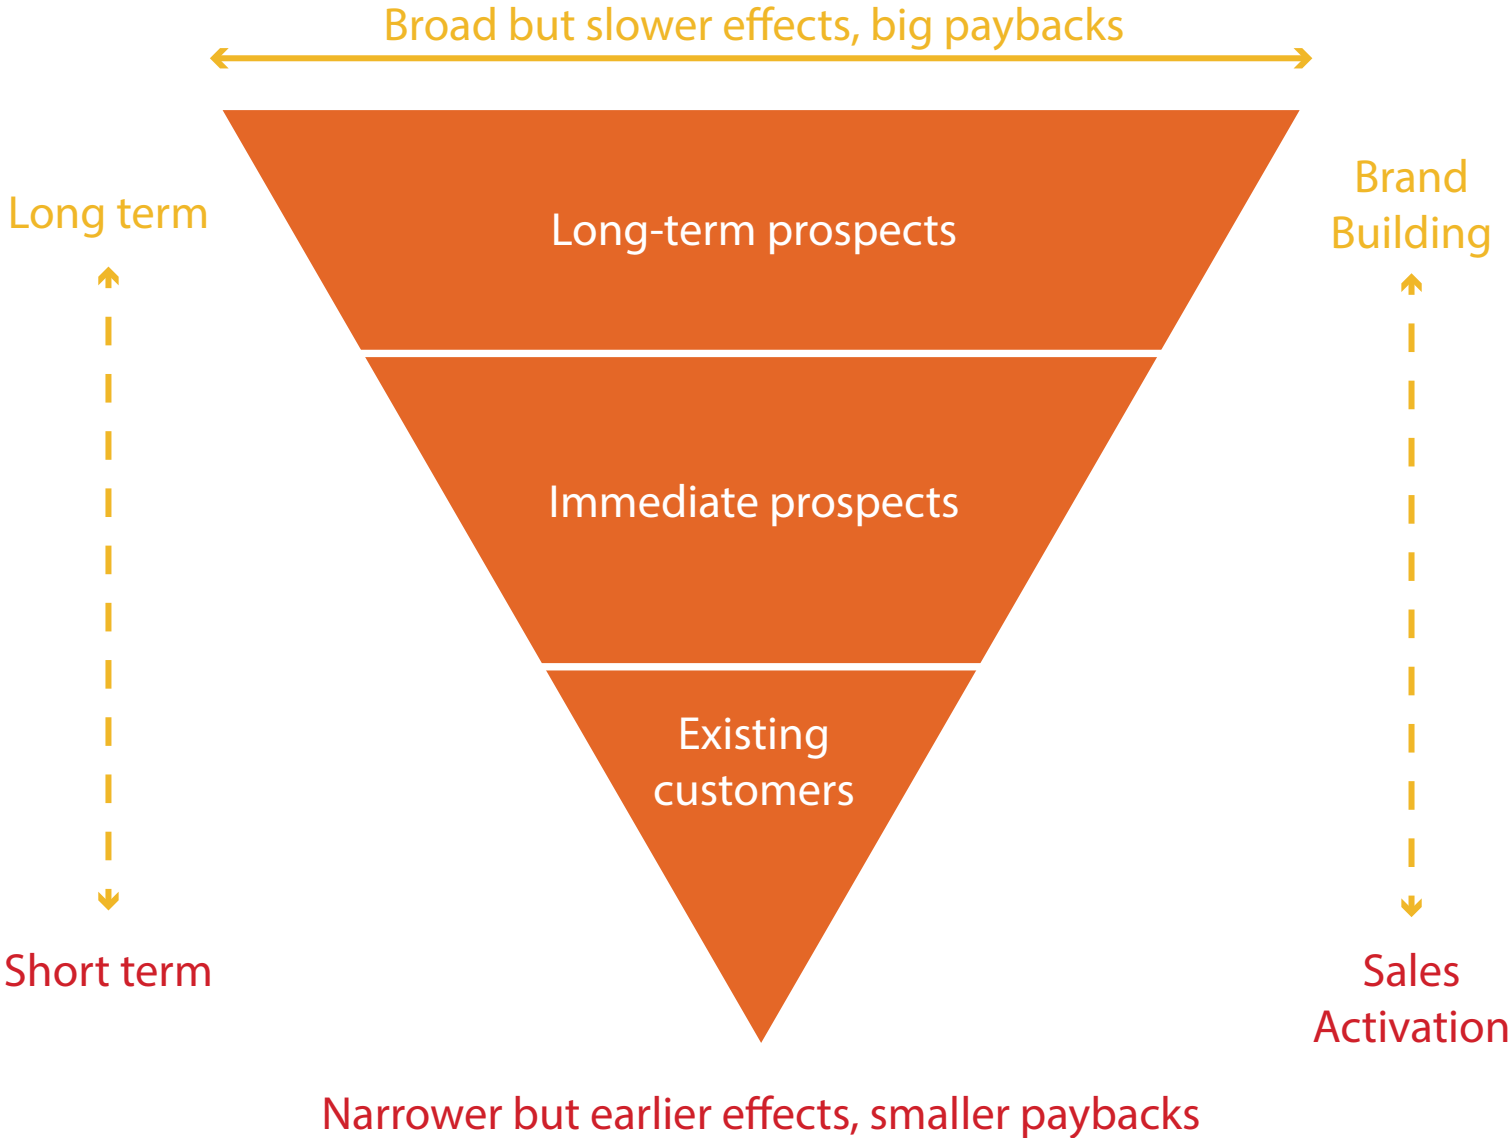 Broad but slower effects, big paybacks
Long term
Brand
Building
Long-term prospects
Immediate prospects
Existing
customers
Short term
Sales
Activation
Narrower but earlier effects, smaller paybacks